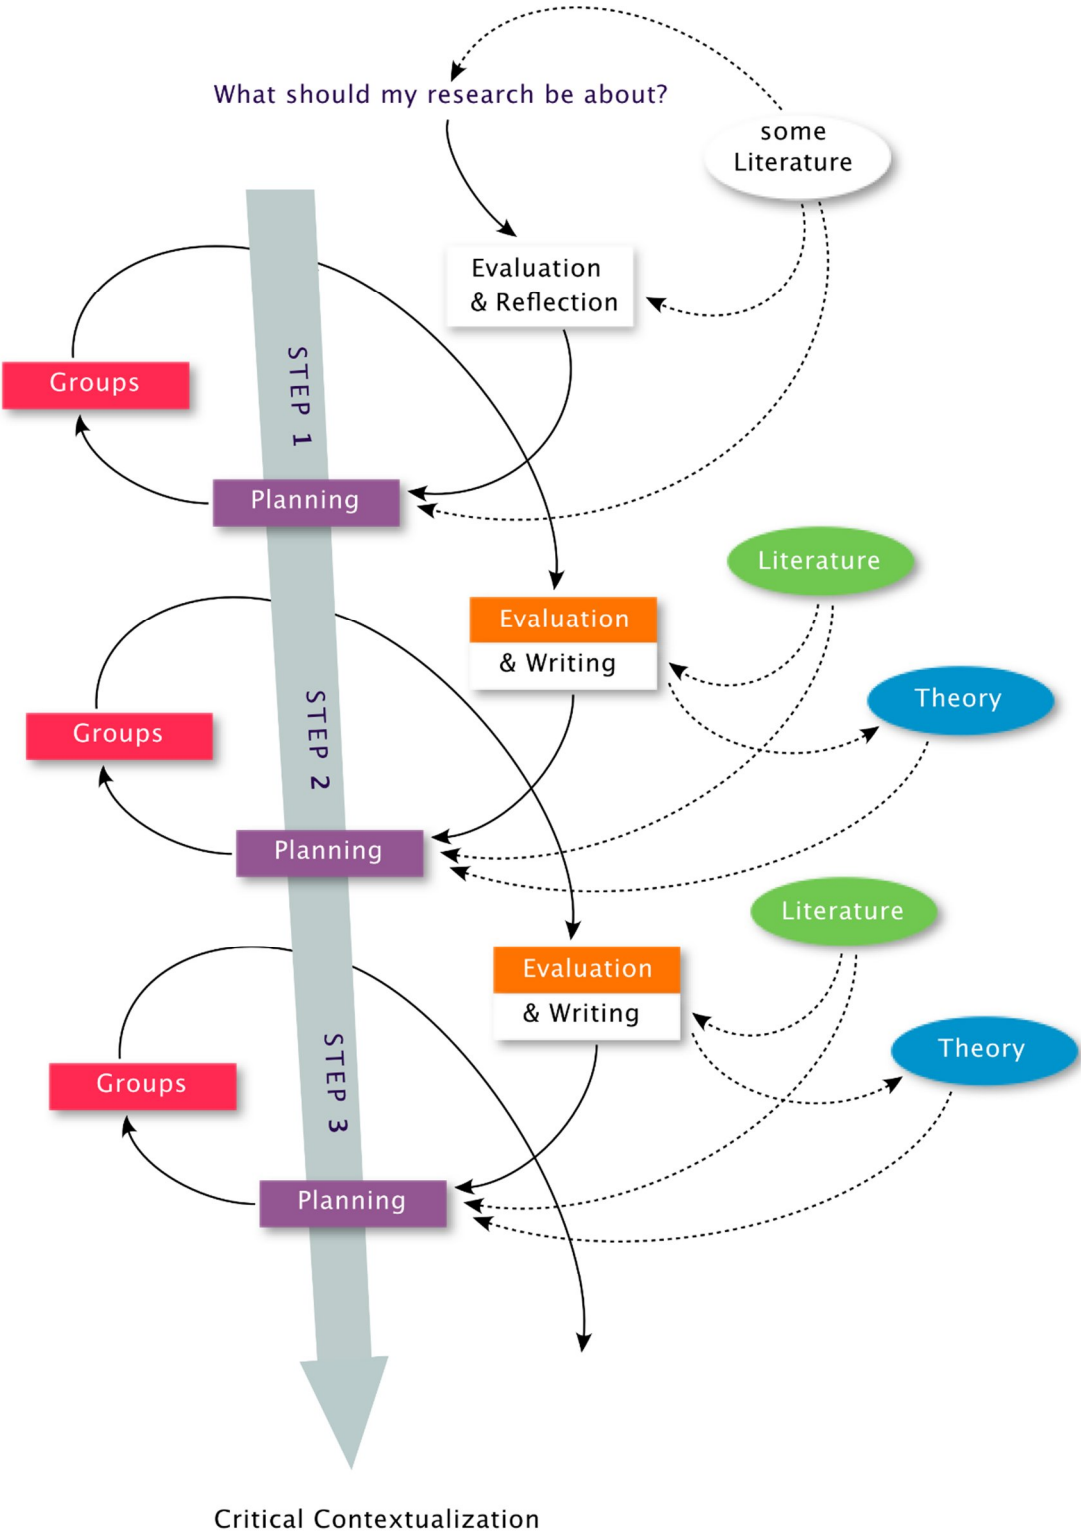 What should my research be about?
some
Literature
Evaluation
& Reflection
STEP 1
Groups
Planning
Literature
Evaluation
& Writing
STEP 2
Theory
Groups
Planning
Literature
Evaluation
& Writing
STEP 3
Theory
Groups
Planning
Critical Contextualization